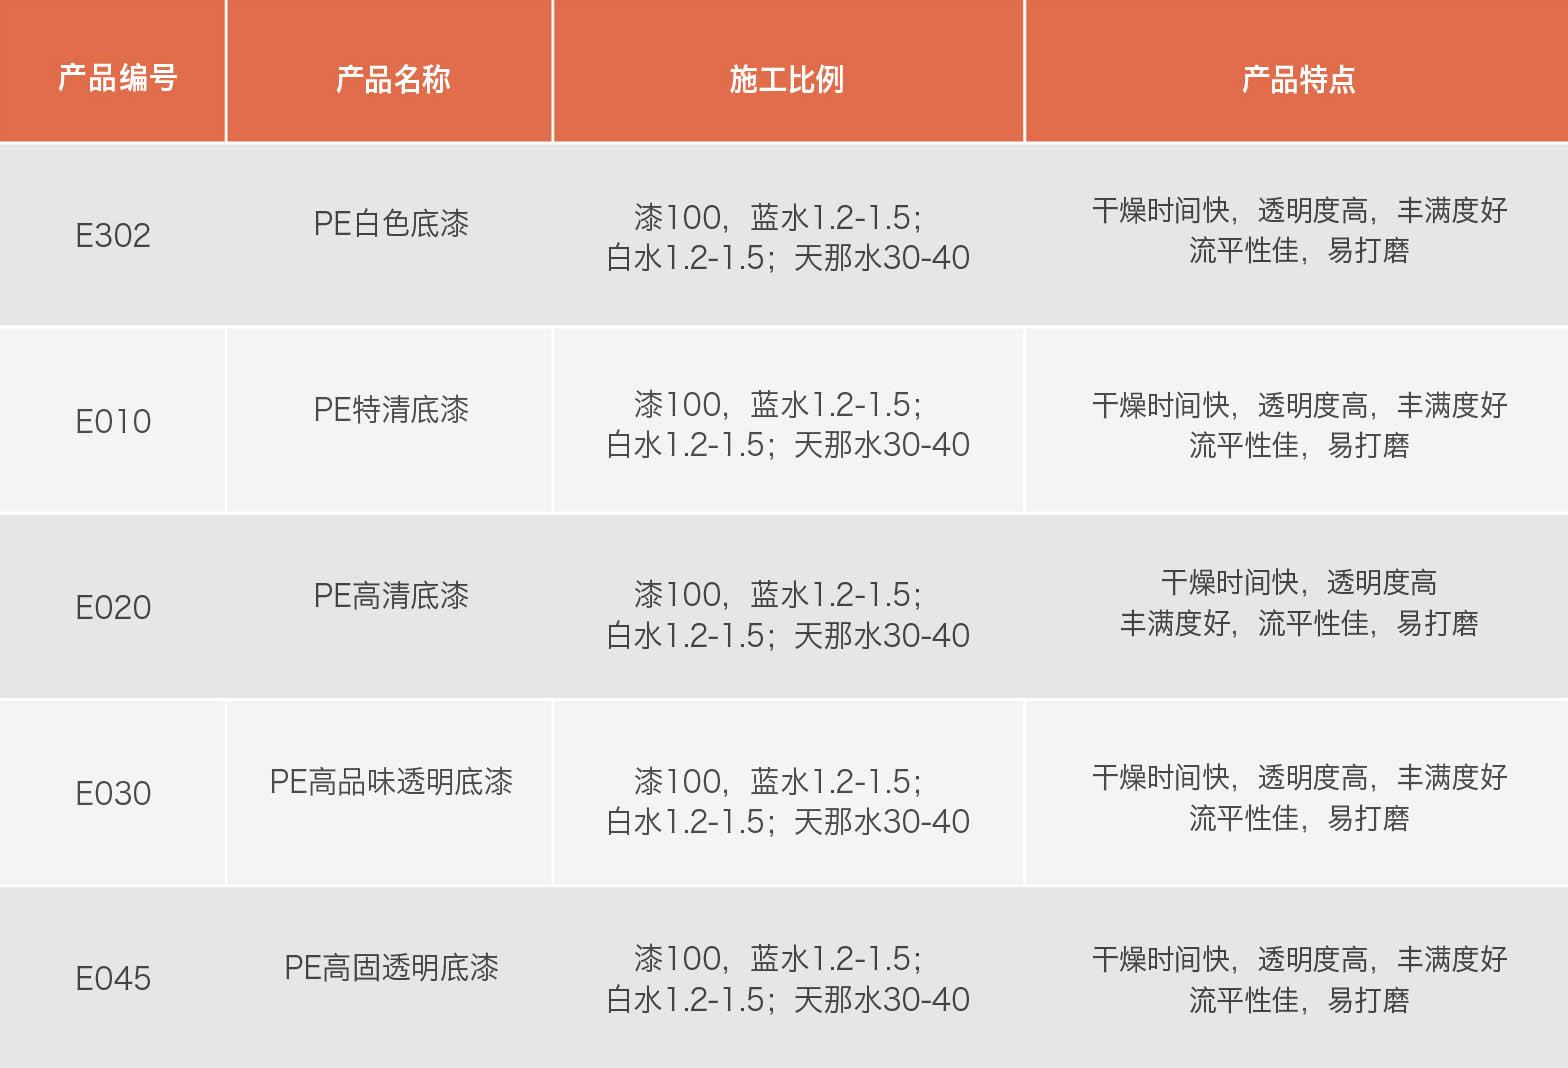 产品编号 产品名称 施工比例 产品特点
E302
PE白色底漆
漆100，蓝水1.2-1.5；
白水1.2-1.5；天那水30-40
干燥时间快，透明度高，丰满度好
流平性佳，易打磨
E010
PE特清底漆
漆100，蓝水1.2-1.5；
白水1.2-1.5；天那水30-40
干燥时间快，透明度高，丰满度好
流平性佳，易打磨
E020
PE高清底漆
漆100，蓝水1.2-1.5；
白水1.2-1.5；天那水30-40
干燥时间快，透明度高
丰满度好，流平性佳，易打磨
E030
PE高品味透明底漆
漆100，蓝水1.2-1.5；
白水1.2-1.5；天那水30-40
干燥时间快，透明度高，丰满度好
流平性佳，易打磨
E045
PE高固透明底漆
漆100，蓝水1.2-1.5；
白水1.2-1.5；天那水30-40
干燥时间快，透明度高，丰满度好
流平性佳，易打磨